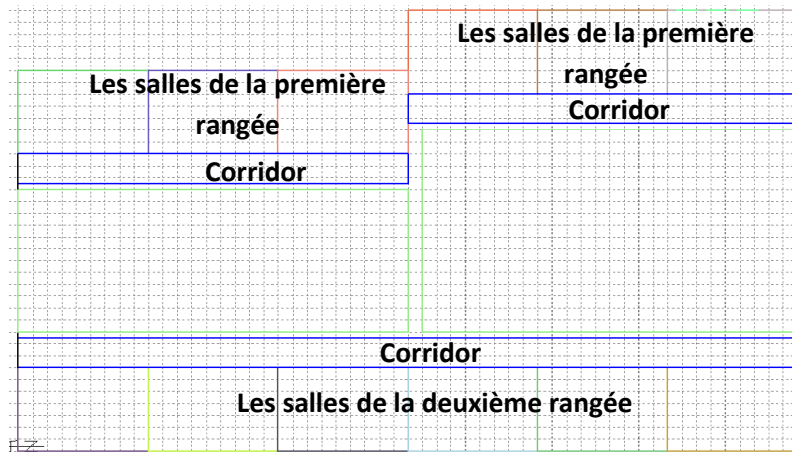 Les salles de la première
rangée
Corridor
Les salles de la première
rangée
Corridor
Corridor
Les salles de la deuxième rangée